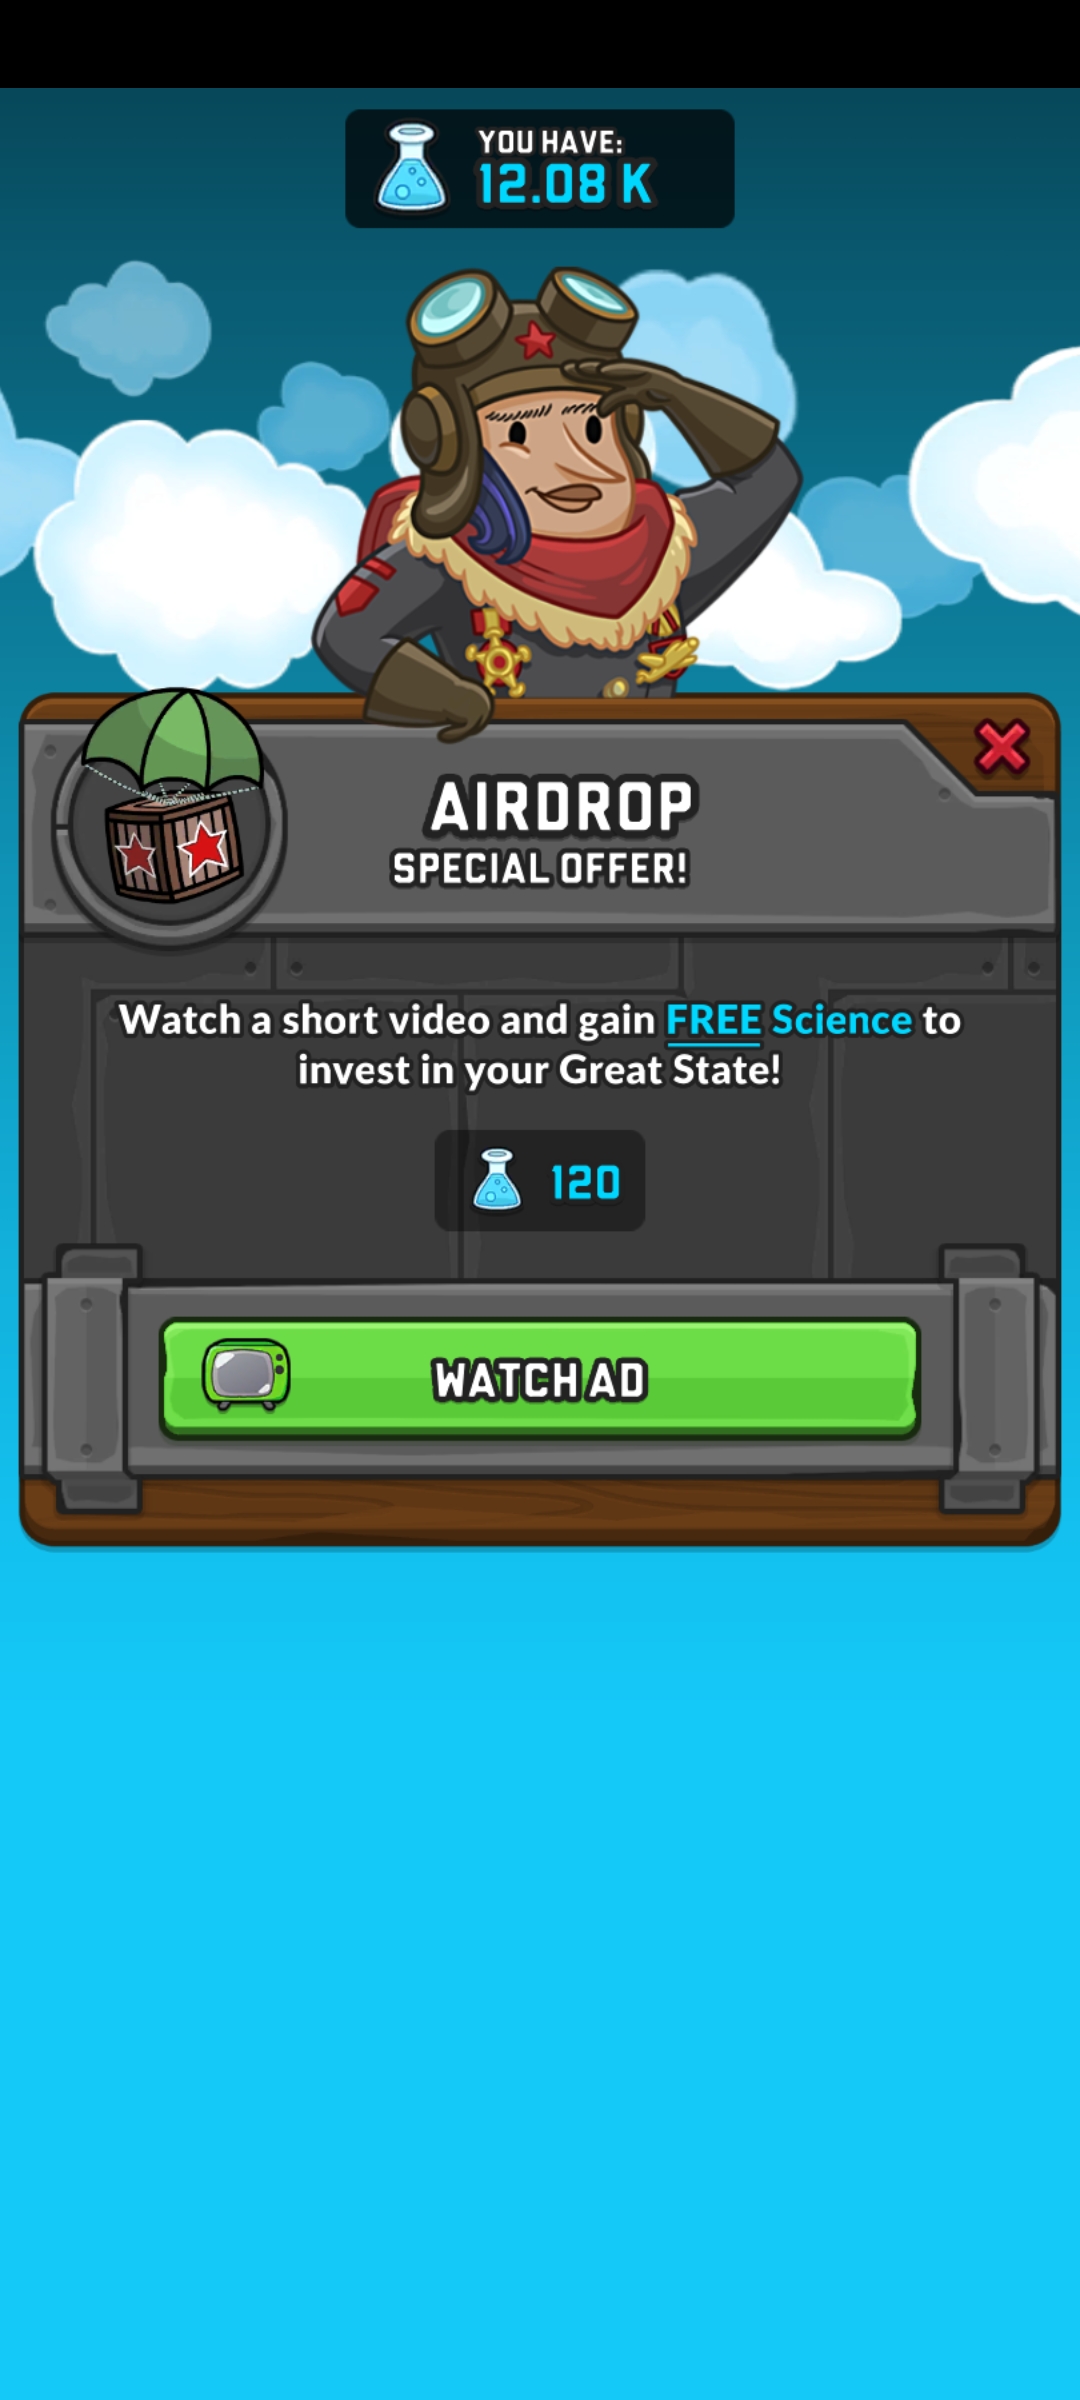 YOU HAVE:
12.08 K
AIRDROP
SPECIAL OFFER!
Watch a short video and gain FREE Science to
invest in your Great State!
120
WATCH AD